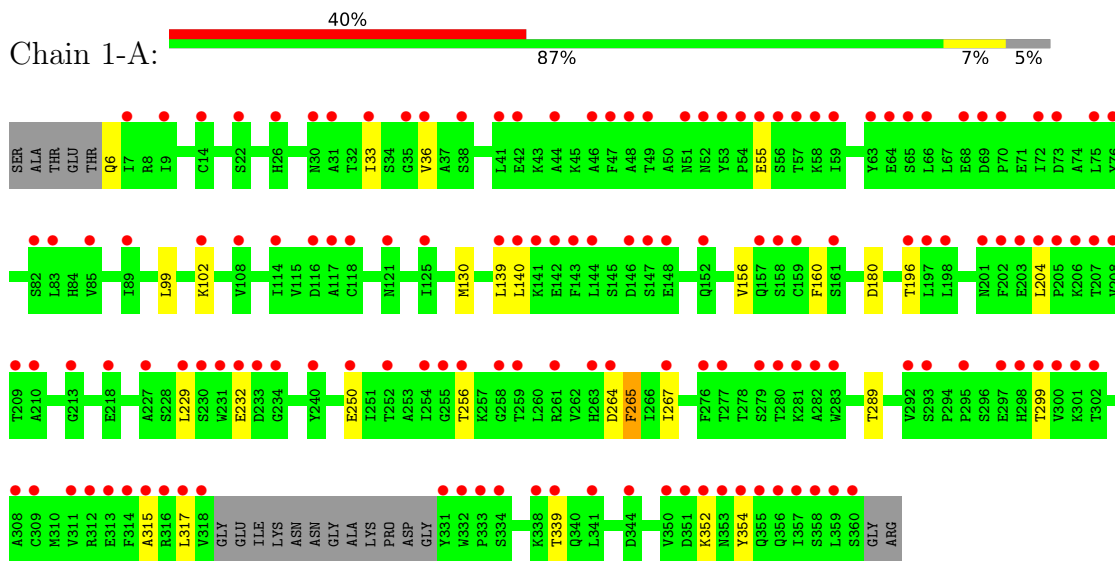 40%
Chain 1-A:
87% 7% 5%
SER ALA THR GLU THR Q6 I7 R8 I9 C14 S22 H26 N30 A31 T32 I33 S34 G35 V36 A37 S38 L41 E42 K43 A44 K45 A46 F47 A48 T49 A50 N51 N52 Y53 P54 E55 S56 T57 K58 I59 Y63 E64 S65 L66 L67 E68 D69 P70 E71 I72 D73 A74 L75 Y76
S82 L83 H84 V85 I89 L99 K102 V108 I114 V115 D116 A117 C118 N121 I125 M130 L139 L140 K141 E142 F143 L144 S145 D146 S147 E148 Q152 V156 Q157 S158 C159 F160 S161 D180 T196 L197 L198 N201 F202 E203 L204 P205 K206 T207 V208
T209 A210 G213 E218 A227 S228 L229 S230 W231 E232 D233 G234 Y240 E250 I251 T252 A253 I254 G255 T256 K257 G258 T259 L260 R261 V262 H263 D264 F265 I266 I267 F276 T277 T278 S279 T280 K281 A282 W283 T289 V292 S293 P294 P295 S296 E297 H298 T299 V300 K301 T302
A308 C309 M310 V311 R312 E313 F314 A315 R316 L317 V318 GLY GLU ILE LYS ASN ASN GLY ALA LYS PRO ASP GLY Y331 W332 P333 S334 K338 T339 Q340 L341 D344 V350 D351 K352 N353 Y354 Q355 Q356 I357 S358 L359 S360 GLY ARG